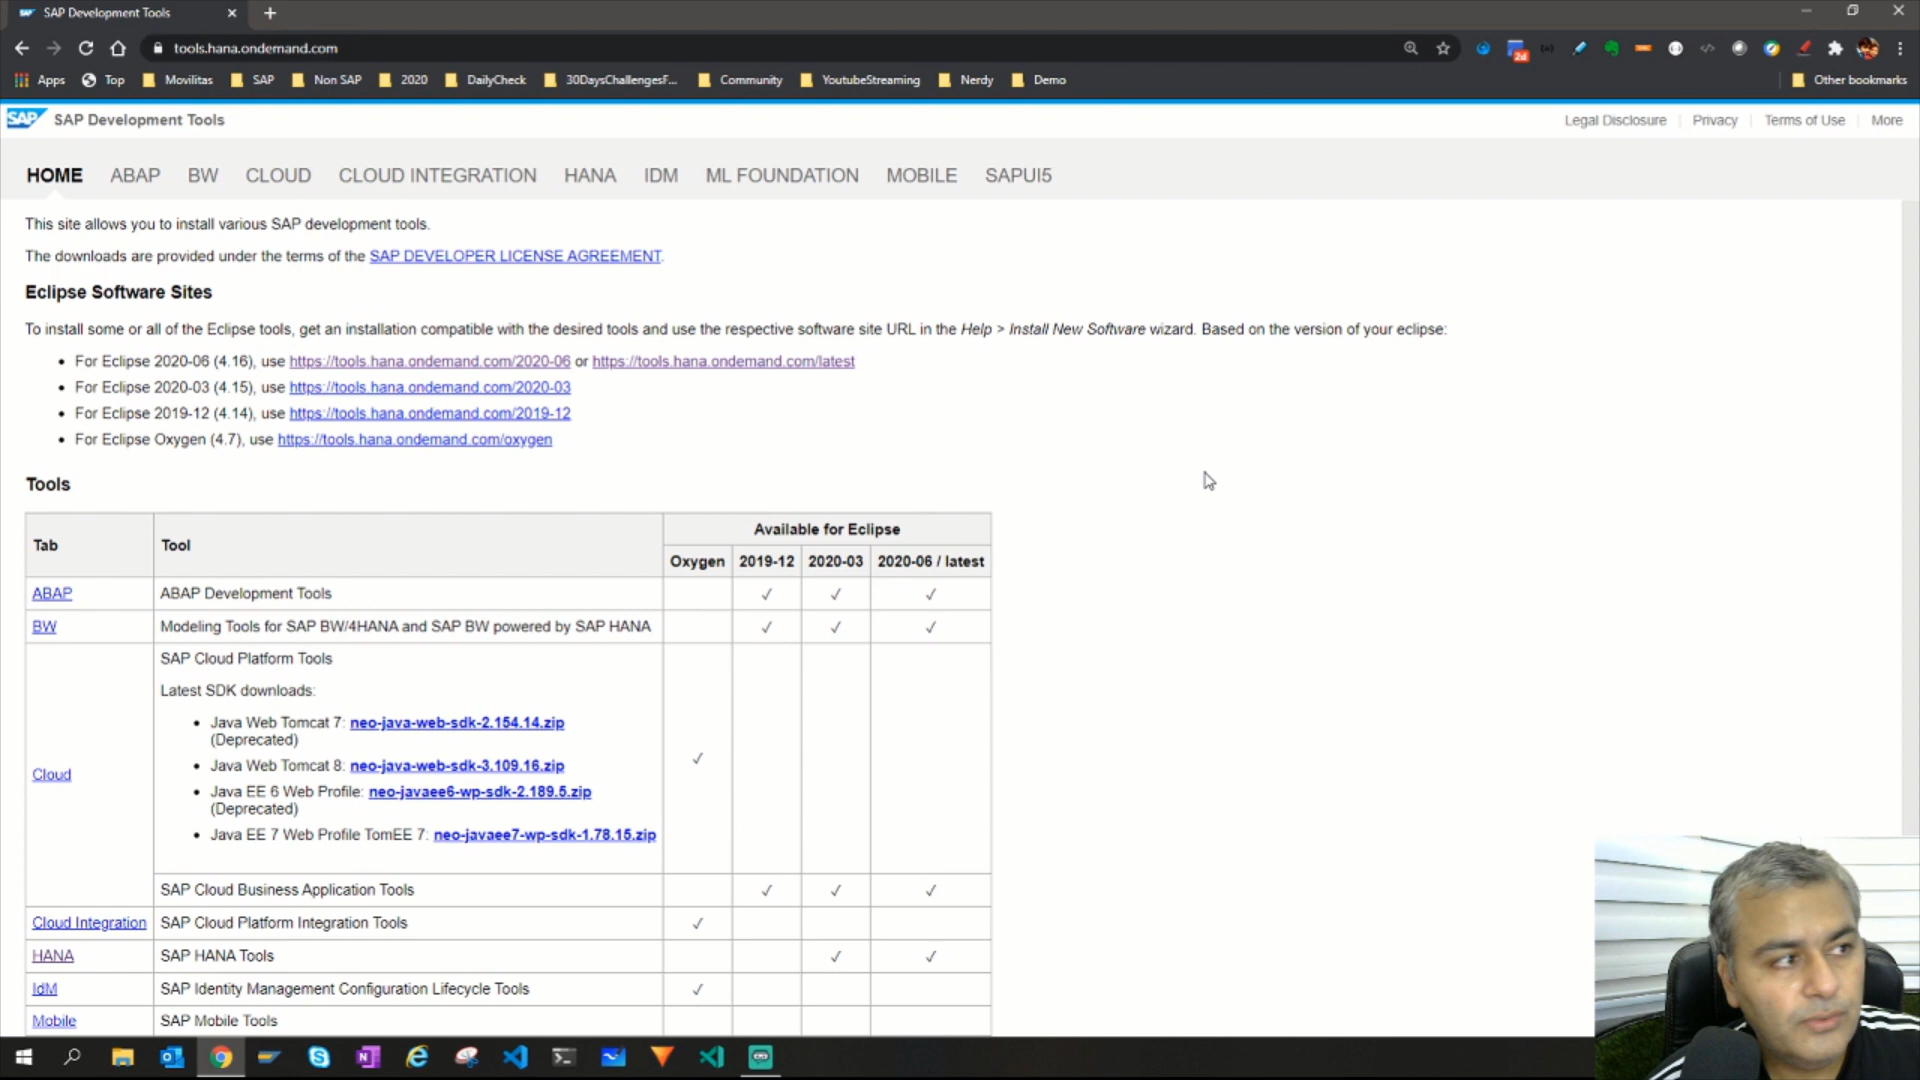 SAP Development Tools
tools.hana.ondemand.com
Apps Top Movilitas SAP Non SAP 2020 DailyCheck 30DaysChallengesF... Community YoutubeStreaming Nerdy Demo Other bookmarks
SAP SAP Development Tools Legal Disclosure Privacy Terms of Use More
HOME ABAP BW CLOUD CLOUD INTEGRATION HANA IDM ML FOUNDATION MOBILE SAPUI5
This site allows you to install various SAP development tools.
The downloads are provided under the terms of the SAP DEVELOPER LICENSE AGREEMENT.
Eclipse Software Sites
To install some or all of the Eclipse tools, get an installation compatible with the desired tools and use the respective software site URL in the Help > Install New Software wizard. Based on the version of your eclipse:
• For Eclipse 2020-06 (4.16), use https://tools.hana.ondemand.com/2020-06 or https://tools.hana.ondemand.com/latest
• For Eclipse 2020-03 (4.15), use https://tools.hana.ondemand.com/2020-03
• For Eclipse 2019-12 (4.14), use https://tools.hana.ondemand.com/2019-12
• For Eclipse Oxygen (4.7), use https://tools.hana.ondemand.com/oxygen
Tools
Tab Tool Available for Eclipse
Oxygen 2019-12 2020-03 2020-06 / latest
ABAP ABAP Development Tools ✓ ✓ ✓
BW Modeling Tools for SAP BW/4HANA and SAP BW powered by SAP HANA ✓ ✓ ✓
Cloud SAP Cloud Platform Tools ✓
Latest SDK downloads:
• Java Web Tomcat 7: neo-java-web-sdk-2.154.14.zip
(Deprecated)
• Java Web Tomcat 8: neo-java-web-sdk-3.109.16.zip
• Java EE 6 Web Profile: neo-javaee6-wp-sdk-2.189.5.zip
(Deprecated)
• Java EE 7 Web Profile TomEE 7: neo-javaee7-wp-sdk-1.78.15.zip
SAP Cloud Business Application Tools ✓ ✓ ✓
Cloud Integration SAP Cloud Platform Integration Tools ✓
HANA SAP HANA Tools ✓ ✓
IdM SAP Identity Management Configuration Lifecycle Tools ✓
Mobile SAP Mobile Tools